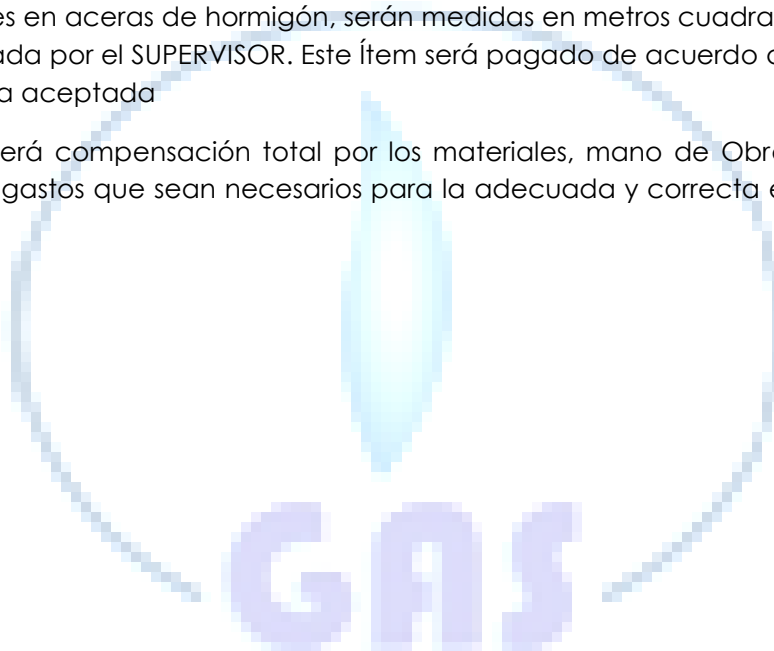 es en aceras de hormigón, serán medidas en metros cuadra
ada por el SUPERVISOR. Este Ítem será pagado de acuerdo
a aceptada
erá compensación total por los materiales, mano de Obr
gastos que sean necesarios para la adecuada y correcta e
GAS